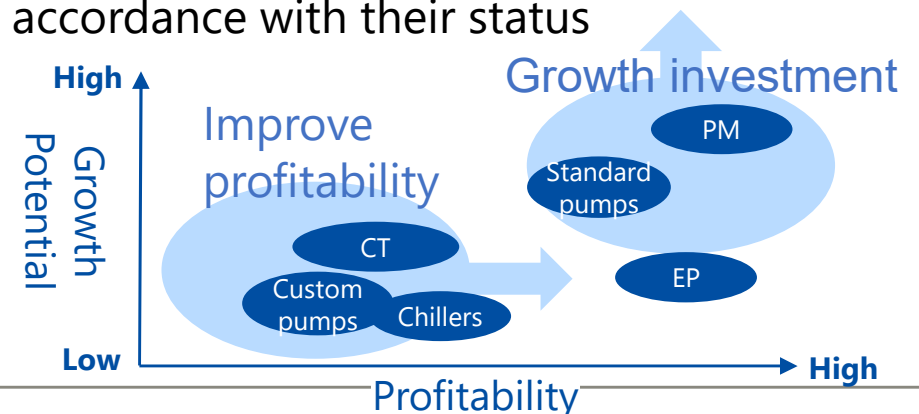 accordance with their status
Growth investment
High
Improve
profitability
PM
Growth
Potential
Standard
pumps
CT
EP
Custom
pumps
Chillers
Low
High
Profitability